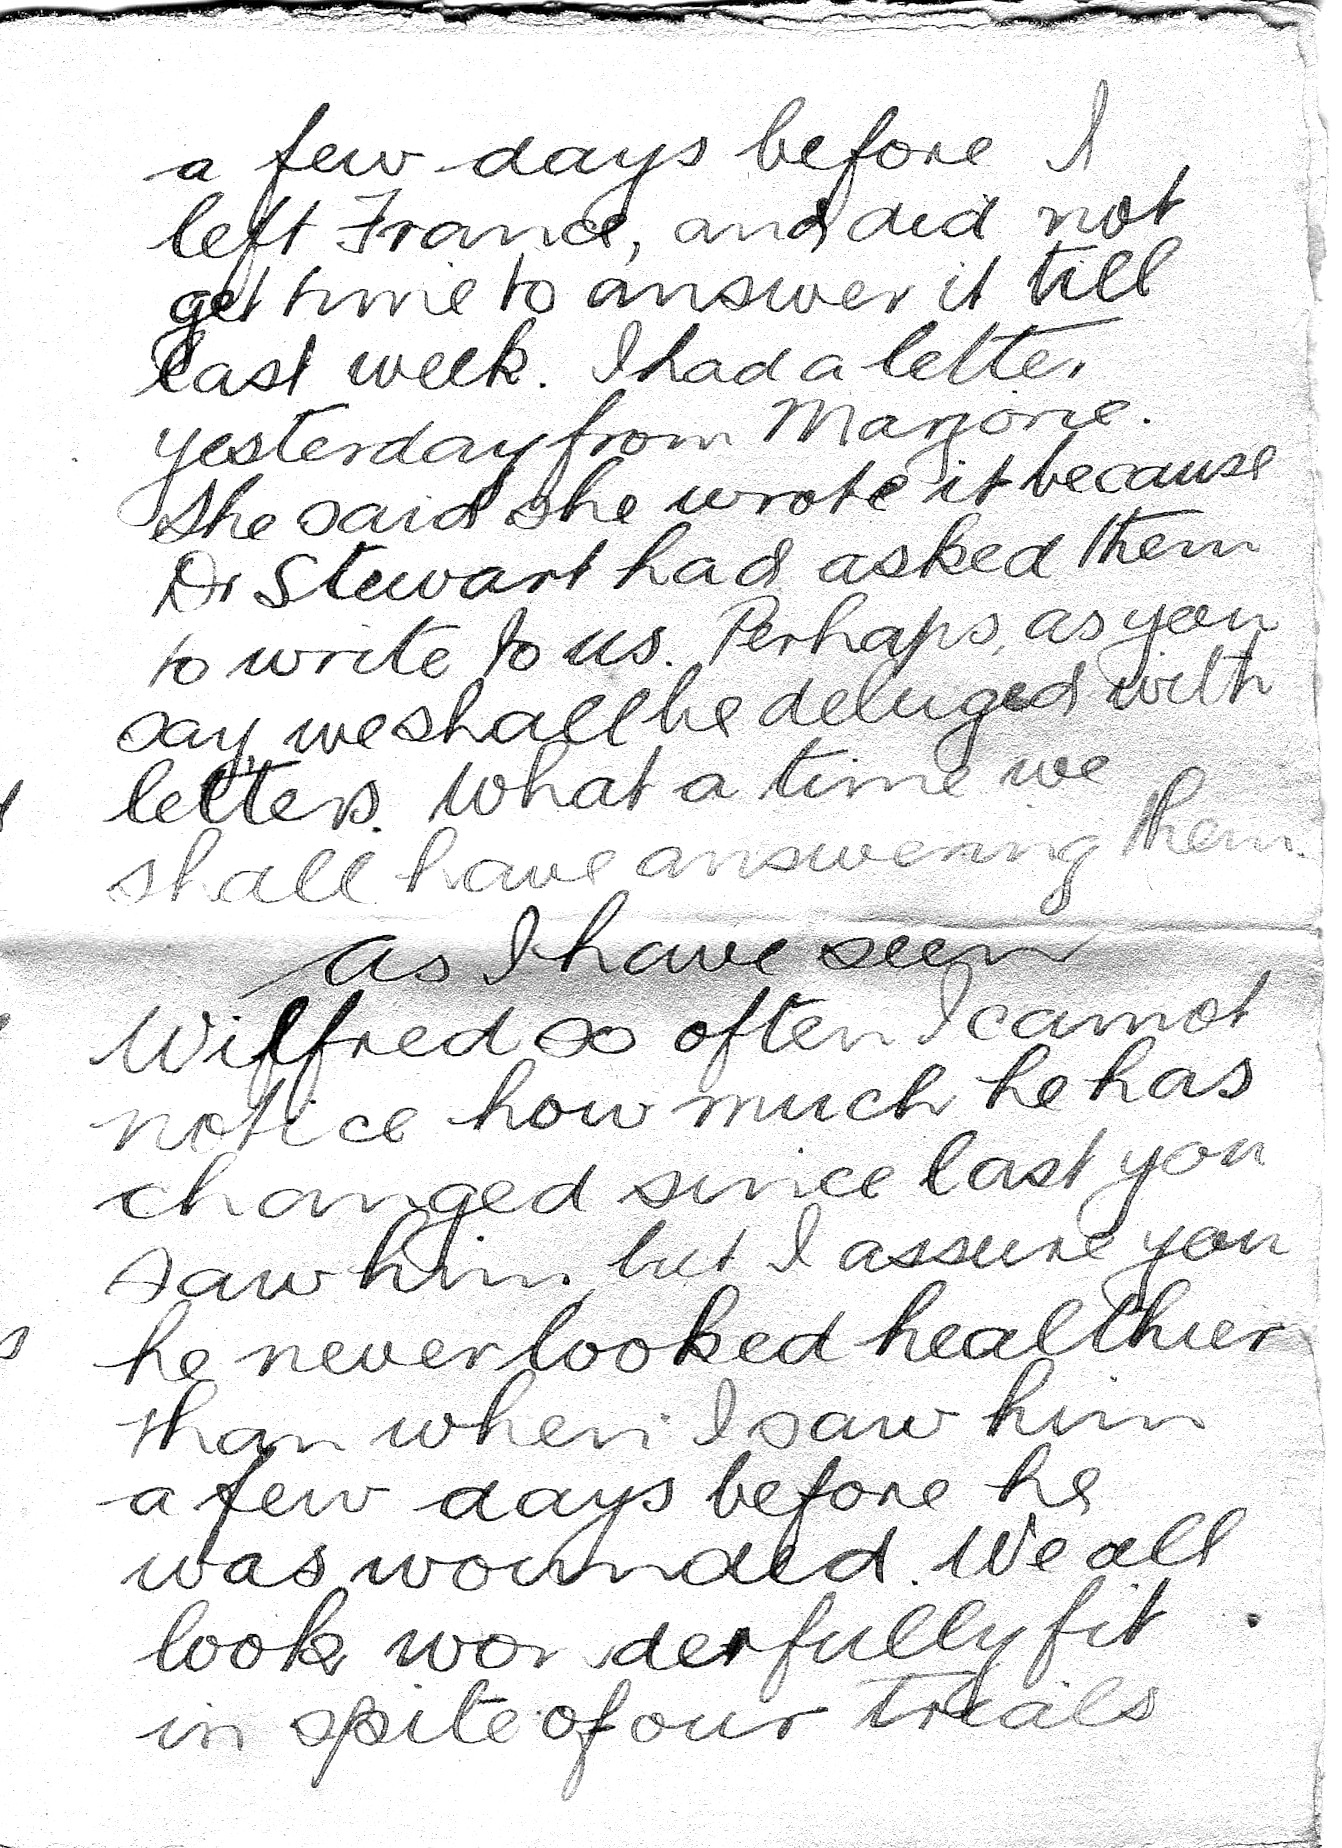 a few days before I
left France, and did not
get time to answer it till
last week. I had a letter
yesterday from Marjorie.
She said she wrote it because
Dr Stewart had asked them
to write to us. Perhaps, as you
say, we shall be deluged with
letters. What a time we
shall have answering them.
As I have seen
Wilfred so often I cannot
notice how much he has
changed since last you
saw him, but I assure you
he never looked healthier
than when I saw him
a few days before he
was wounded. We all
look wonderfully fit
in spite of our trials